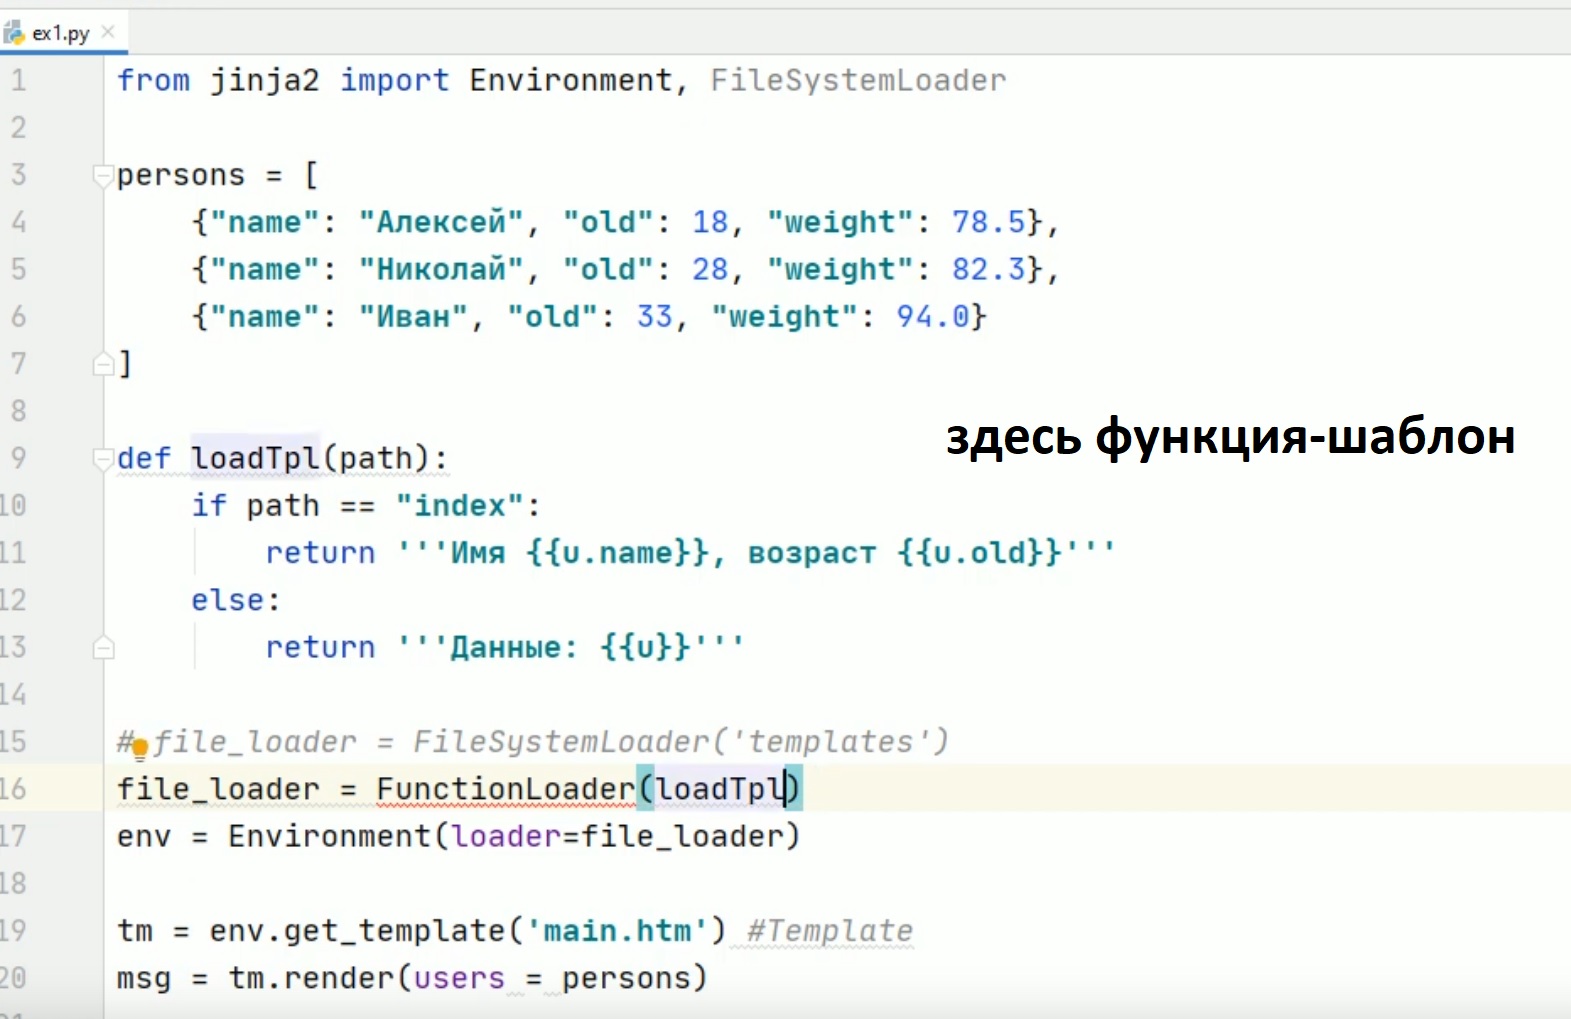 ex1.py
1 from jinja2 import Environment, FileSystemLoader
2
3 persons = [
4 {"name": "Алексей", "old": 18, "weight": 78.5},
5 {"name": "Николай", "old": 28, "weight": 82.3},
6 {"name": "Иван", "old": 33, "weight": 94.0}
7 ]
8
здесь функция-шаблон
9 def loadTpl(path):
10 if path == "index":
11 return '''Имя {{u.name}}, возраст {{u.old}}'''
12 else:
13 return '''Данные: {{u}}'''
14
15 # file_loader = FileSystemLoader('templates')
16 file_loader = FunctionLoader(loadTpl)
17 env = Environment(loader=file_loader)
18
19 tm = env.get_template('main.htm') #Template
20 msg = tm.render(users = persons)